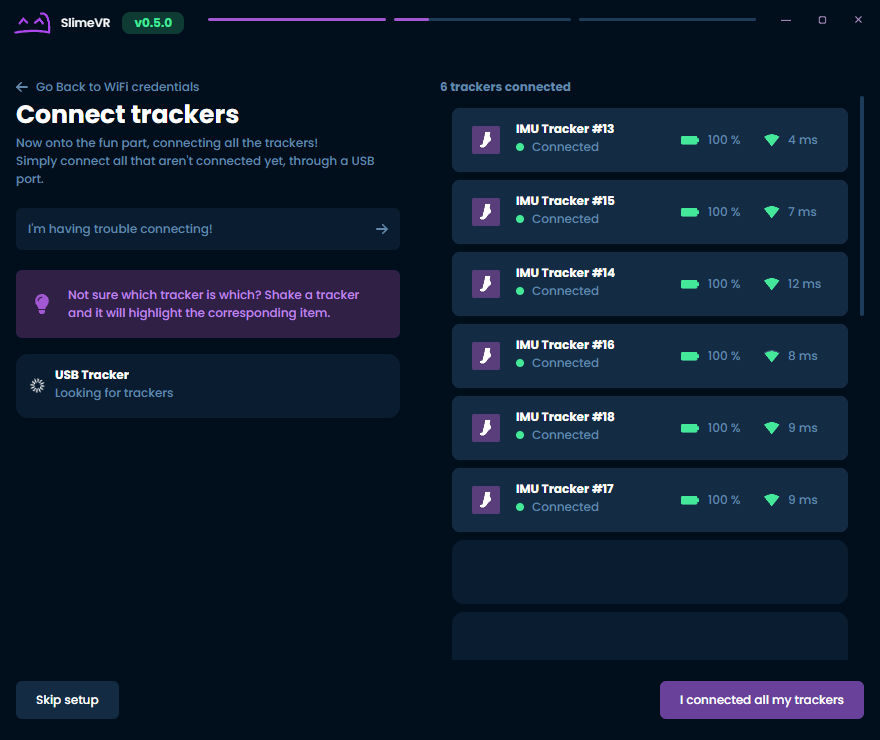 SlimeVR
v0.5.0
Go Back to WiFi credentials
Connect trackers
Now onto the fun part, connecting all the trackers!
Simply connect all that aren't connected yet, through a USB
port.
I'm having trouble connecting!
Not sure which tracker is which? Shake a tracker
and it will highlight the corresponding item.
USB Tracker
Looking for trackers
6 trackers connected
IMU Tracker #13
Connected
100 %
4 ms
IMU Tracker #15
Connected
100 %
7 ms
IMU Tracker #14
Connected
100 %
12 ms
IMU Tracker #16
Connected
100 %
8 ms
IMU Tracker #18
Connected
100 %
9 ms
IMU Tracker #17
Connected
100 %
9 ms
Skip setup
I connected all my trackers